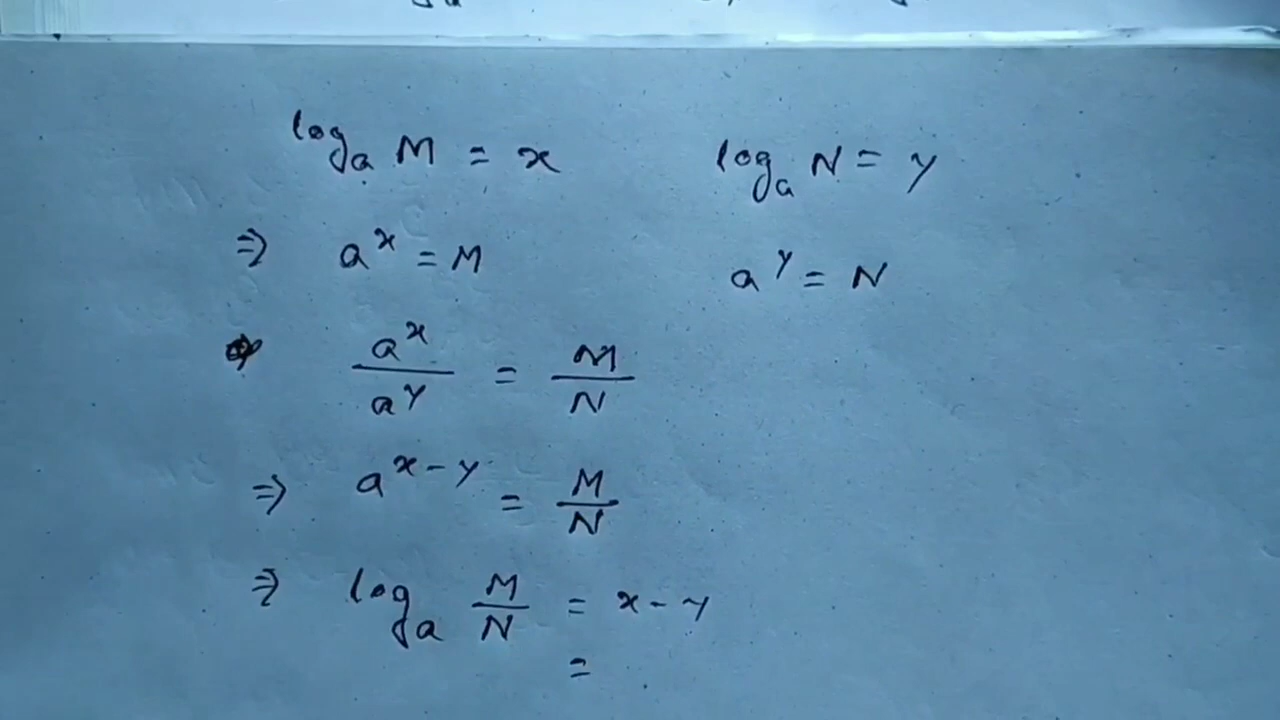 log_a M = x log_a N = y
⇒ a^x = M a^y = N
a^x / a^y = M / N
⇒ a^(x-y) = M / N
⇒ log_a M / N = x - y
=